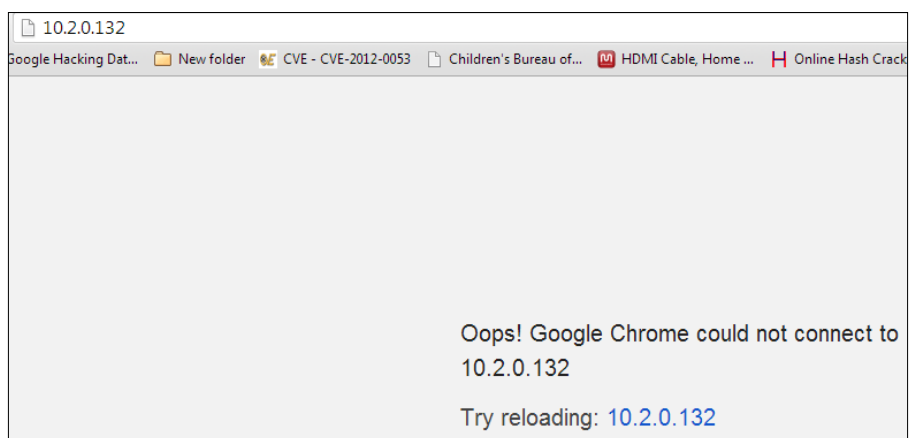 10.2.0.132
Google Hacking Dat... New folder CVE - CVE-2012-0053 Children's Bureau of... HDMI Cable, Home ... Online Hash Crack
Oops! Google Chrome could not connect to
10.2.0.132
Try reloading: 10.2.0.132